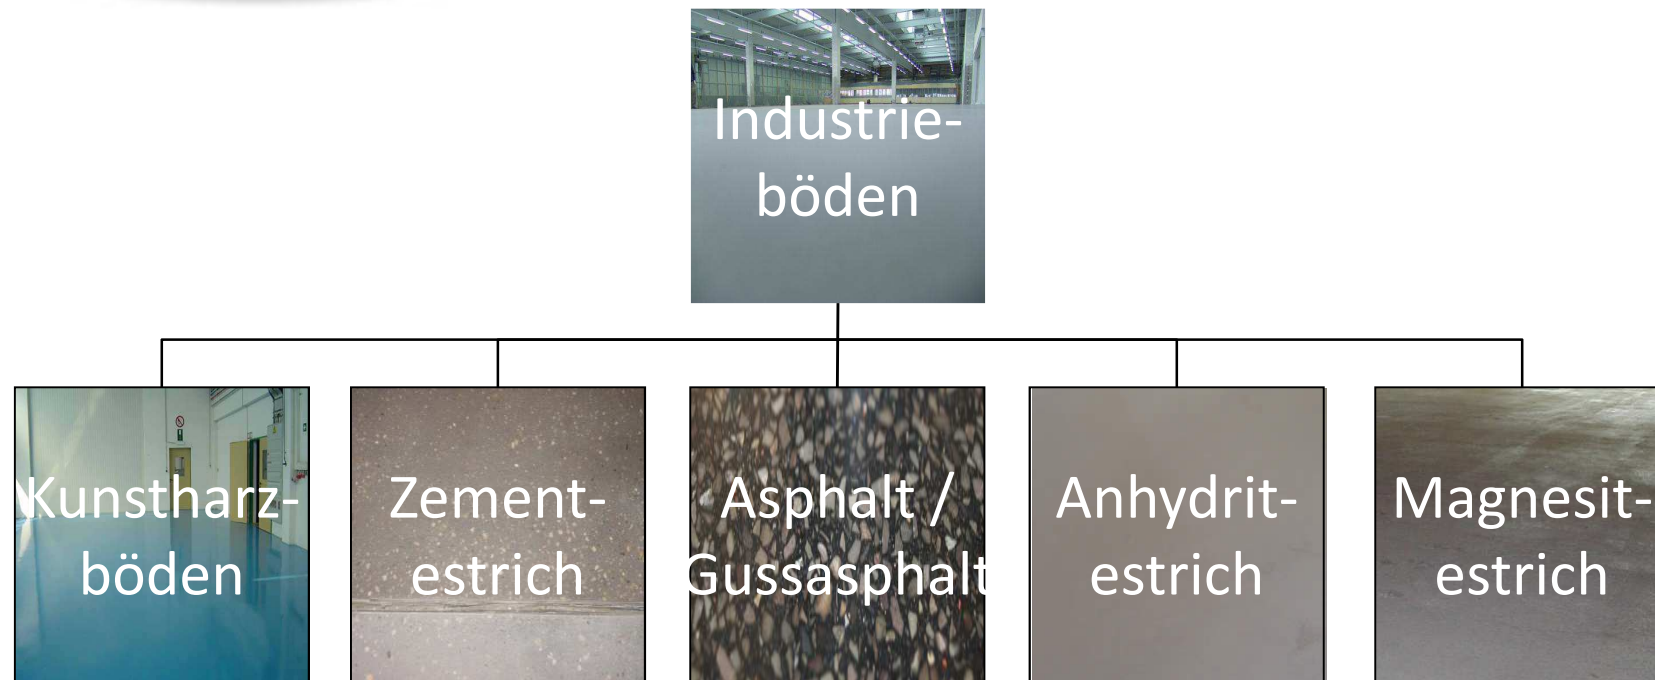 Industrie-
böden
Kunstharz-
böden
Zement-
estrich
Asphalt /
Gussasphalt
Anhydrit-
estrich
Magnesit-
estrich